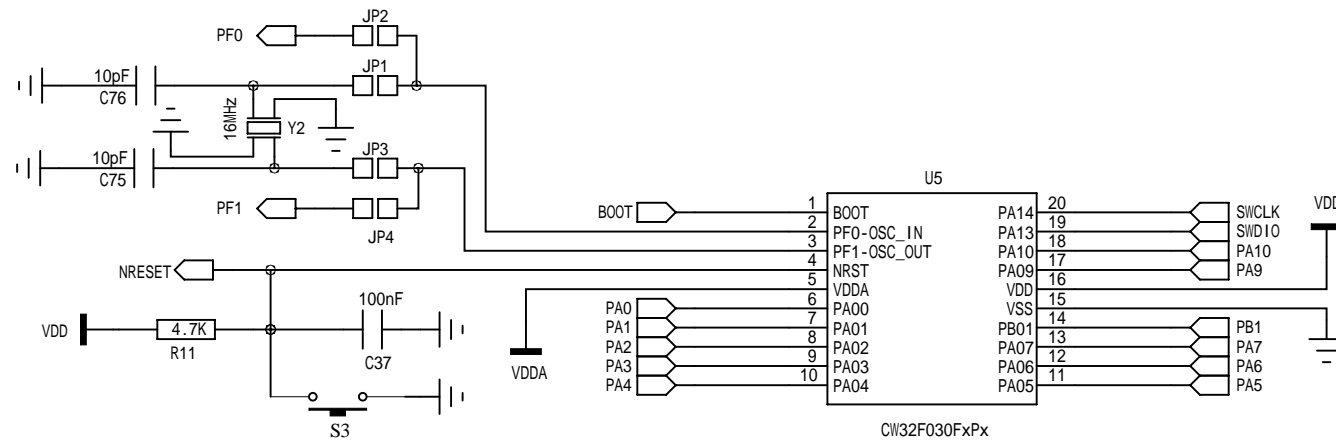 JP2
PF0
JP1
10pF
C76
16MHz
Y2
10pF
C75
JP3
PF1
JP4
NRESET
VDD
4.7K
R11
100nF
C37
S3
VDDA
U5
BOOT
1
BOOT
2
PF0-OSC_IN
3
PF1-OSC_OUT
4
NRST
5
VDDA
PA0
6
PA00
PA1
7
PA01
PA2
8
PA02
PA3
9
PA03
PA4
10
PA04
PA14
20
SWCLK
PA13
19
SWDIO
PA10
18
PA10
PA09
17
PA9
VDD
16
VSS
15
PB01
14
PB1
PA07
13
PA7
PA06
12
PA6
PA05
11
PA5
CW32F030FxPx